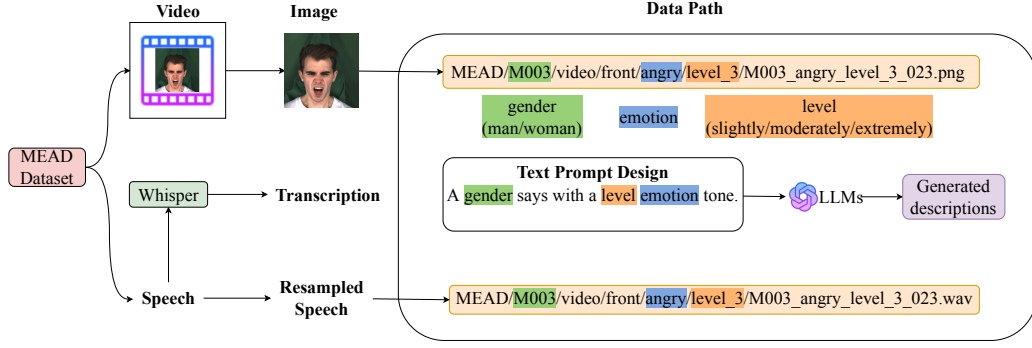 Video
Image
Data Path
MEAD/M003/video/front/angry/level_3/M003_angry_level_3_023.png
gender
(man/woman)
emotion
level
(slightly/moderately/extremely)
MEAD
Dataset
Whisper
Transcription
Text Prompt Design
A gender says with a level emotion tone.
LLMs
Generated
descriptions
Speech
Resampled
Speech
MEAD/M003/video/front/angry/level_3/M003_angry_level_3_023.wav